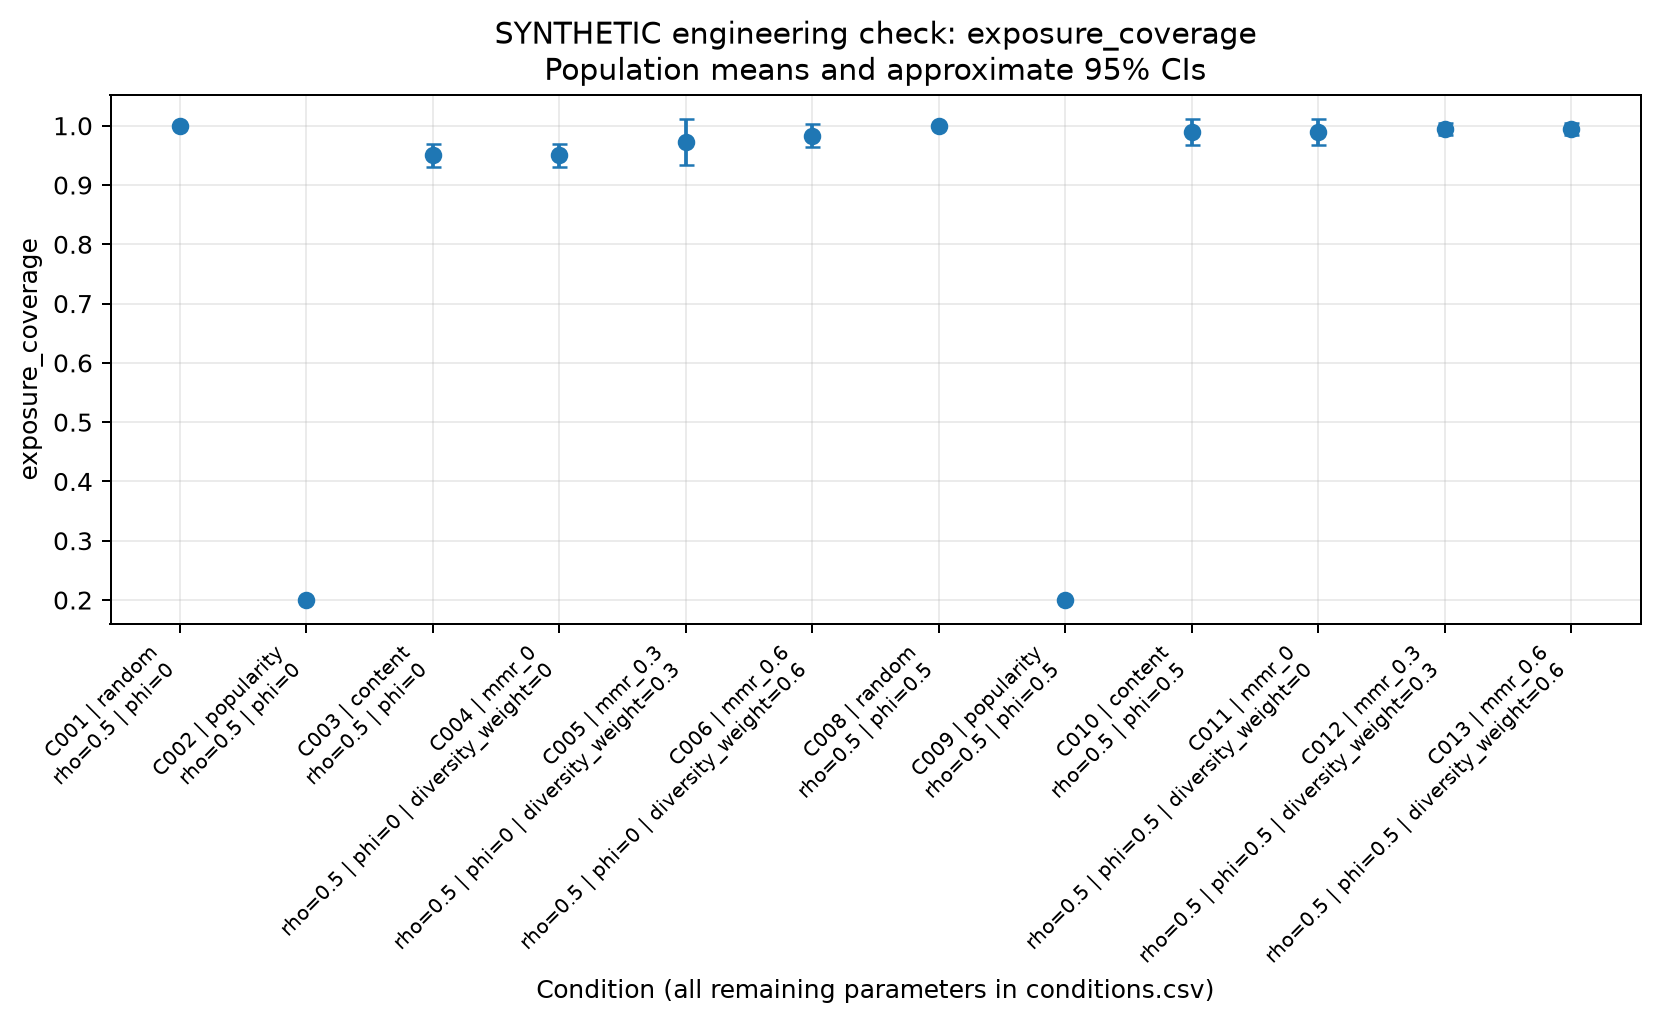 SYNTHETIC engineering check: exposure_coverage
Population means and approximate 95% CIs
exposure_coverage
1.0
0.9
0.8
0.7
0.6
0.5
0.4
0.3
0.2
C001 | random
rho=0.5 | phi=0
C002 | popularity
rho=0.5 | phi=0
C003 | content
rho=0.5 | phi=0
C004 | mmr_0
rho=0.5 | phi=0 | diversity_weight=0
C005 | mmr_0.3
rho=0.5 | phi=0 | diversity_weight=0.3
C006 | mmr_0.6
rho=0.5 | phi=0 | diversity_weight=0.6
C008 | random
rho=0.5 | phi=0.5
C009 | popularity
rho=0.5 | phi=0.5
C010 | content
rho=0.5 | phi=0.5
C011 | mmr_0
rho=0.5 | phi=0.5 | diversity_weight=0
C012 | mmr_0.3
rho=0.5 | phi=0.5 | diversity_weight=0.3
C013 | mmr_0.6
rho=0.5 | phi=0.5 | diversity_weight=0.6
Condition (all remaining parameters in conditions.csv)